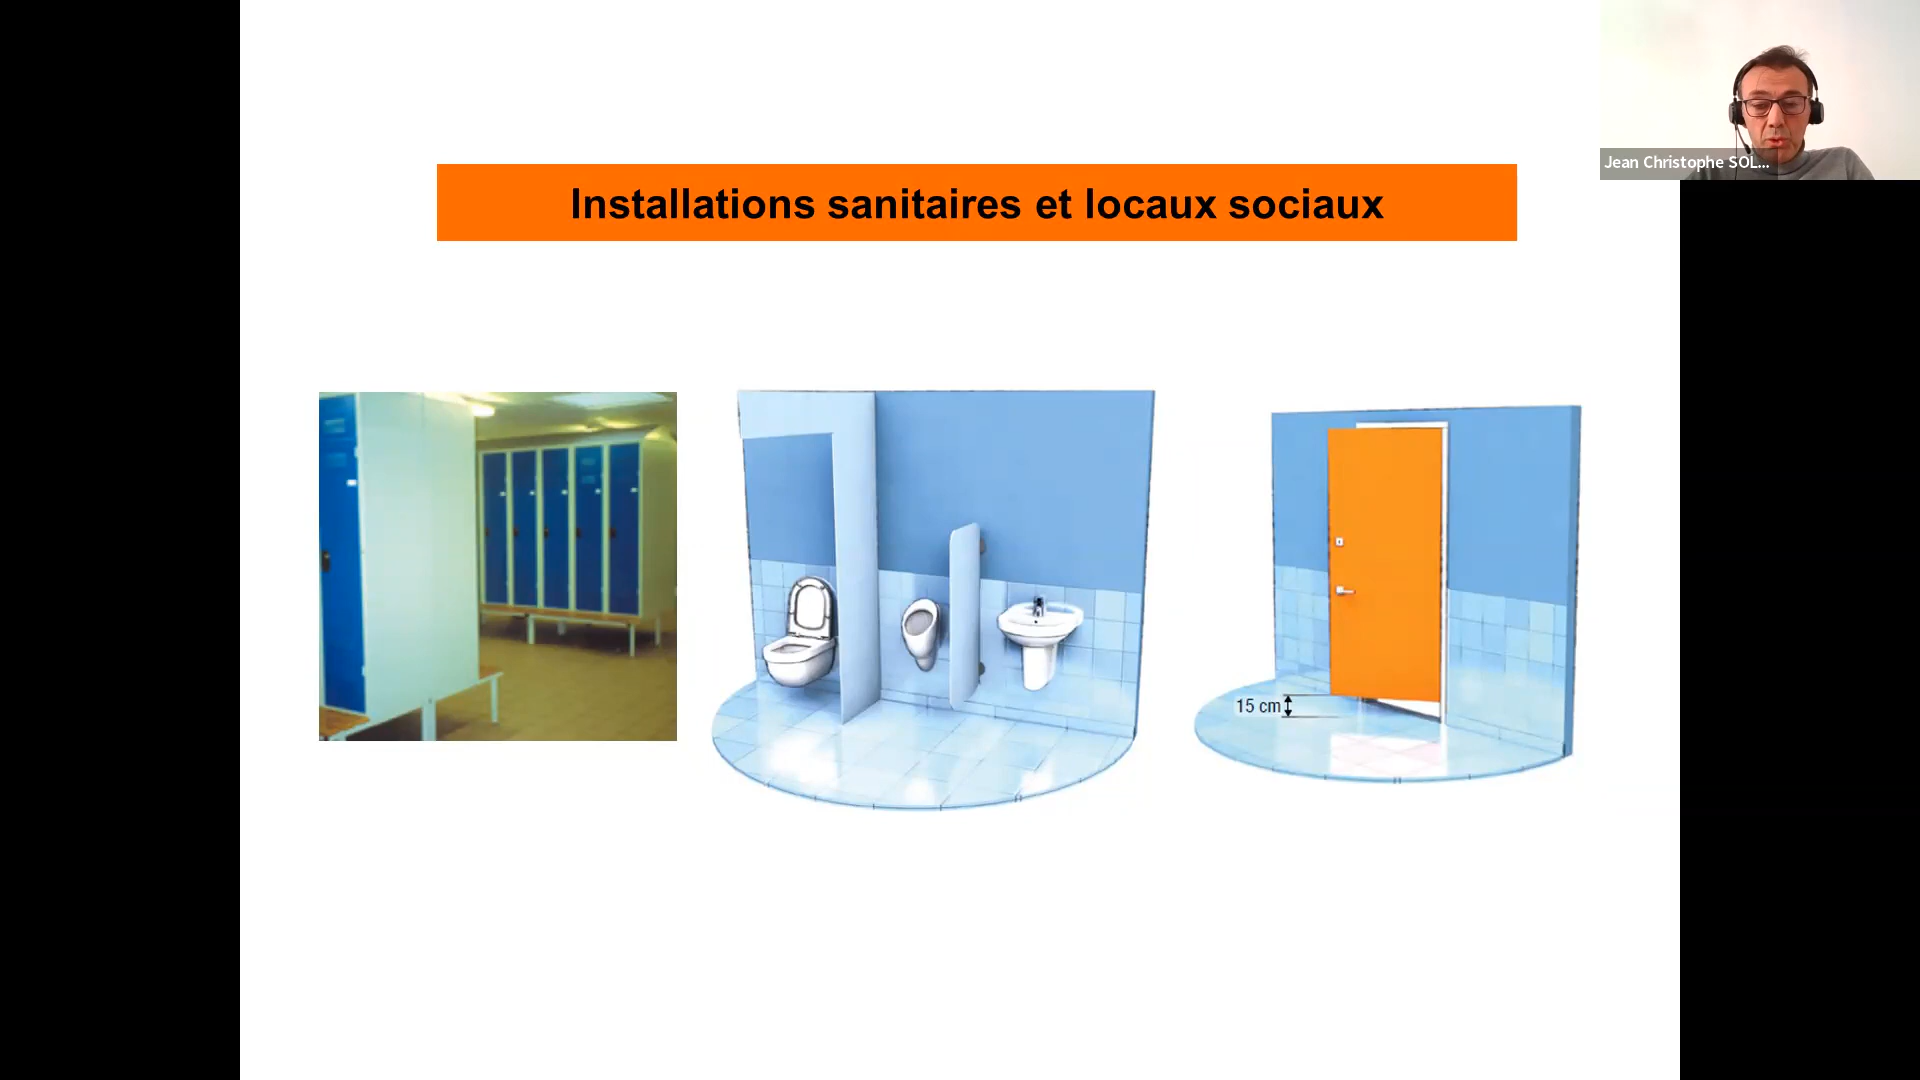 Jean Christophe SOL...
Installations sanitaires et locaux sociaux
15 cm